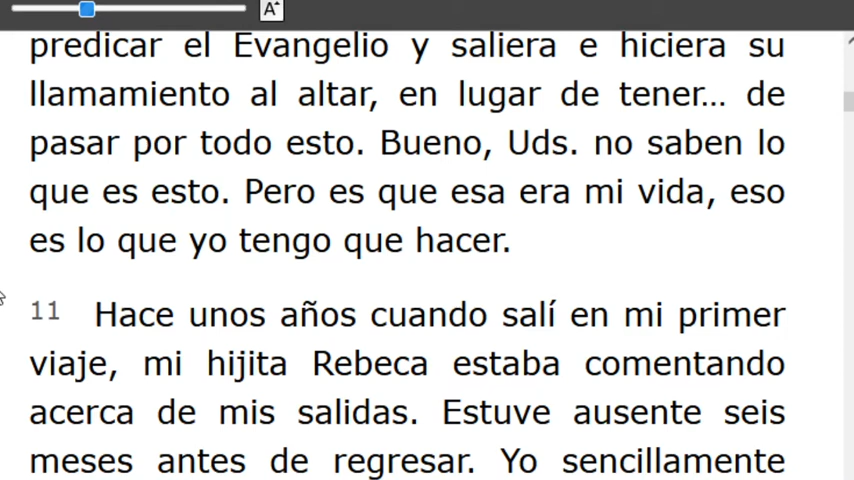 A
predicar el Evangelio y saliera e hiciera su
llamamiento al altar, en lugar de tener... de
pasar por todo esto. Bueno, Uds. no saben lo
que es esto. Pero es que esa era mi vida, eso
es lo que yo tengo que hacer.
11 Hace unos años cuando salí en mi primer
viaje, mi hijita Rebeca estaba comentando
acerca de mis salidas. Estuve ausente seis
meses antes de regresar. Yo sencillamente